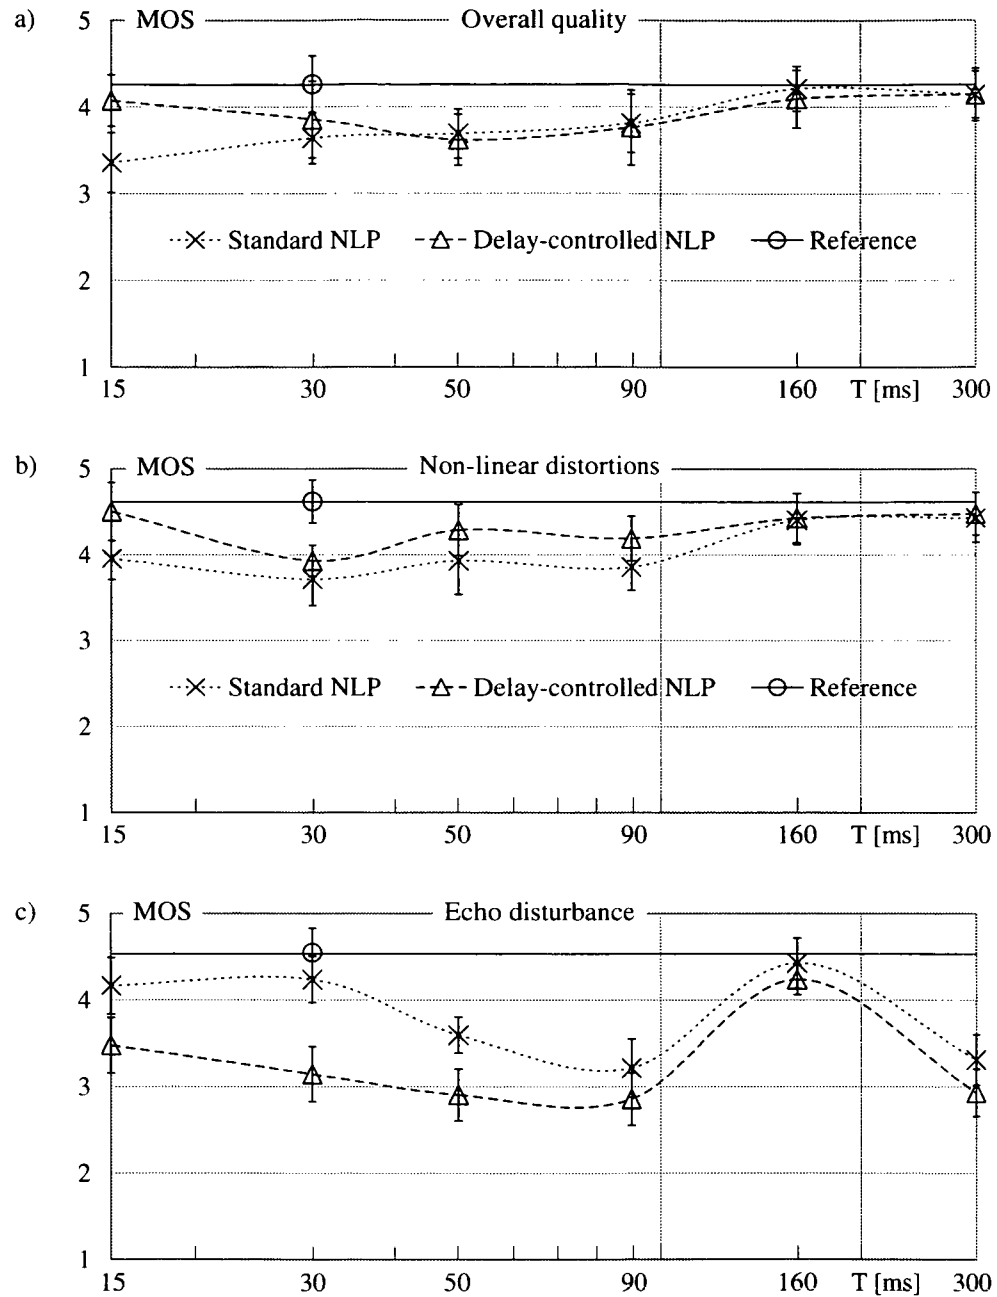 a) 5 MOS Overall quality
4
3
Standard NLP Delay-controlled NLP Reference
2
1
15 30 50 90 160 T [ms] 300
b) 5 MOS Non-linear distortions
4
3
Standard NLP Delay-controlled NLP Reference
2
1
15 30 50 90 160 T [ms] 300
c) 5 MOS Echo disturbance
4
3
2
1
15 30 50 90 160 T [ms] 300